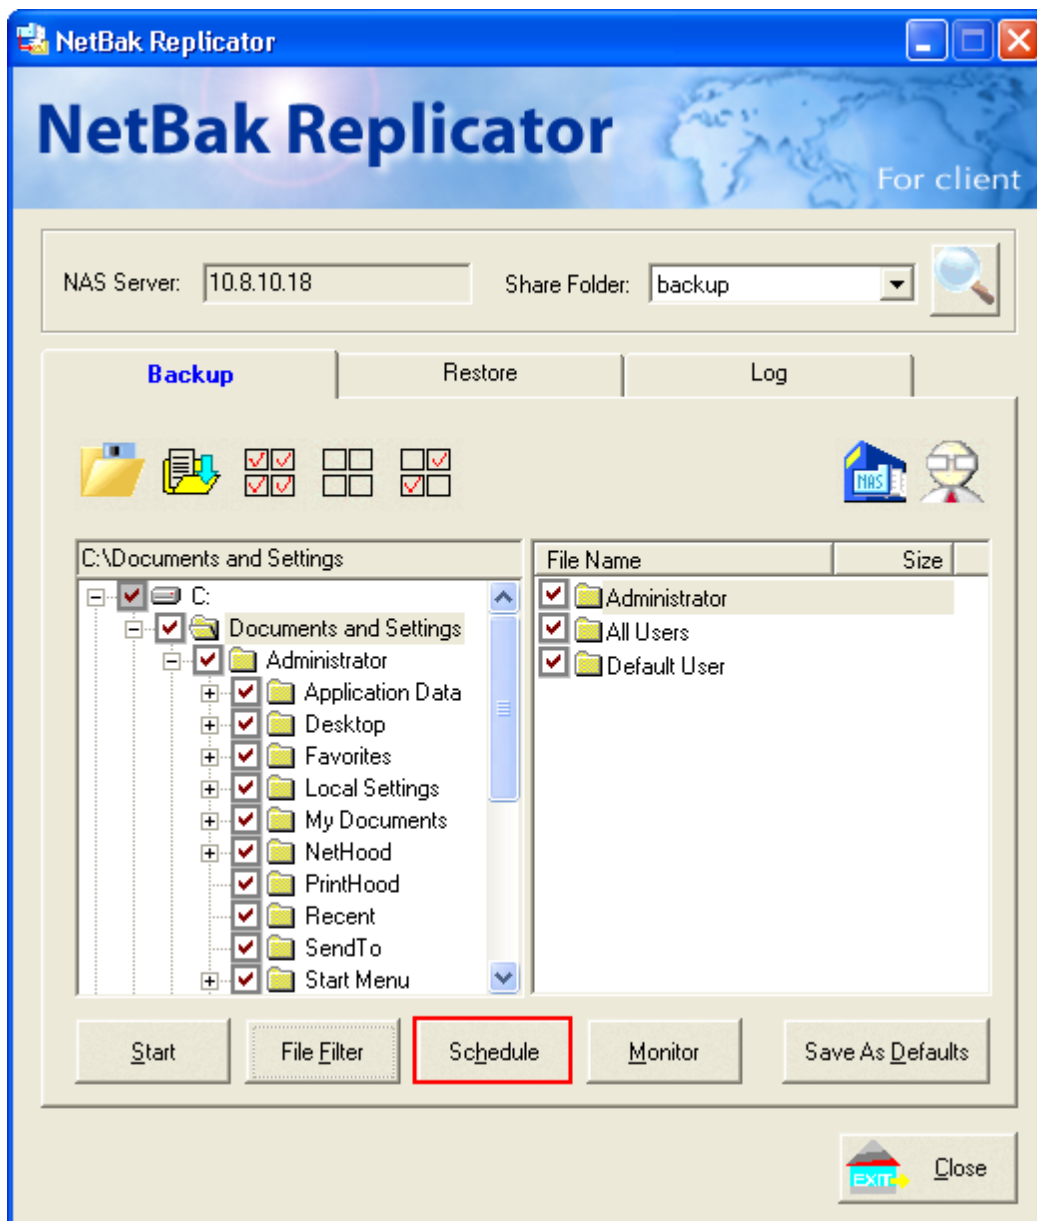 NetBak Replicator
NetBak Replicator
For client
NAS Server: 10.8.10.18 Share Folder: backup
Backup Restore Log
NAS
C:\Documents and Settings
File Name Size
C:
Documents and Settings
Administrator
Application Data
Desktop
Favorites
Local Settings
My Documents
NetHood
PrintHood
Recent
SendTo
Start Menu
Administrator
All Users
Default User
Start File Filter Schedule Monitor Save As Defaults
EXIT Close